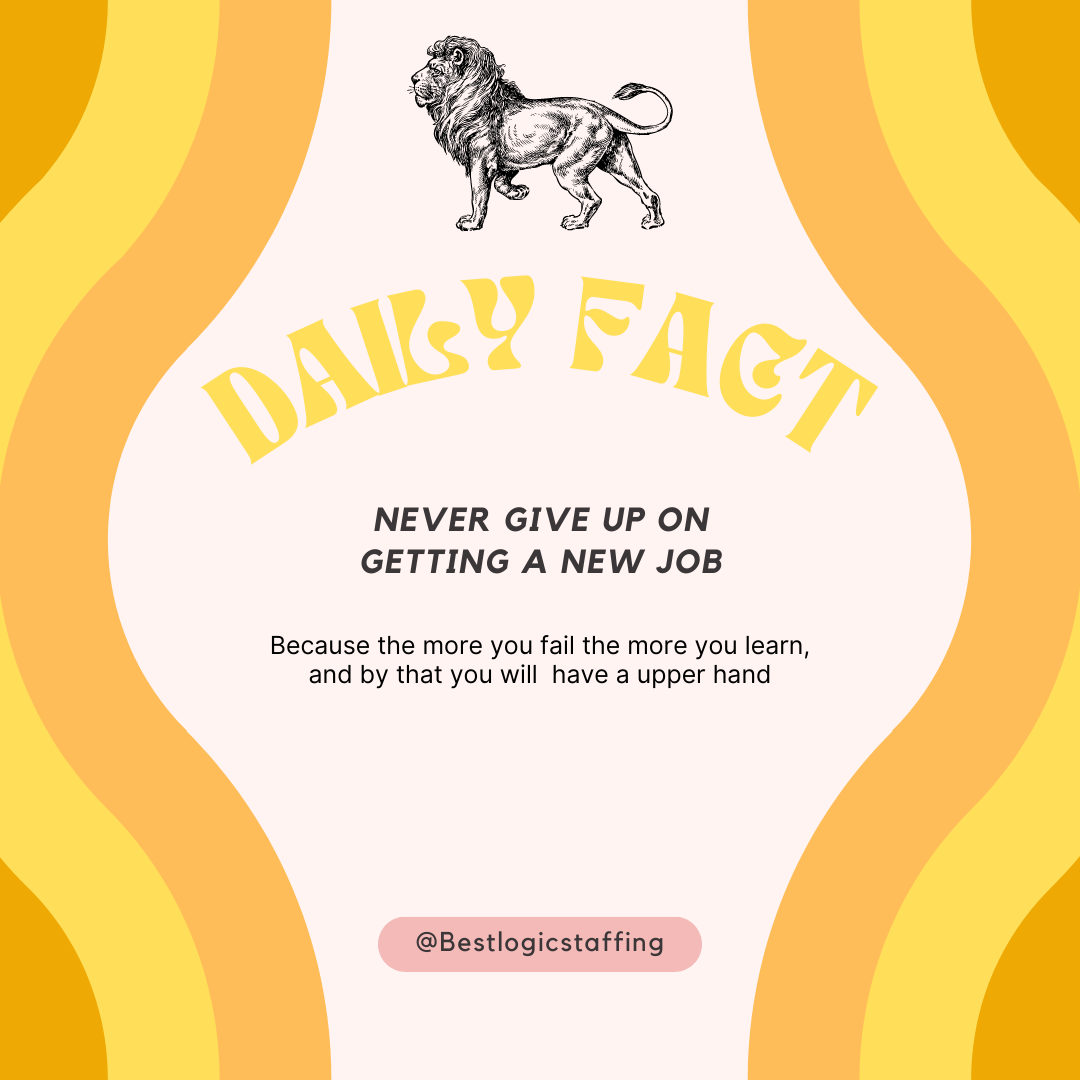 DAILY FACT
NEVER GIVE UP ON
GETTING A NEW JOB
Because the more you fail the more you learn,
and by that you will  have a upper hand
@Bestlogicstaffing